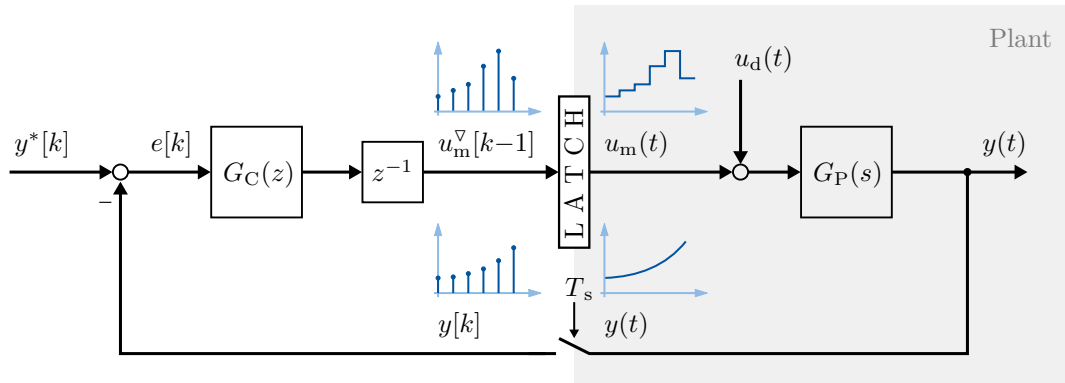 Plant
u_d(t)
y*[k]
e[k]
G_C(z)
z^{-1}
u_m^∇[k−1]
LATCH
u_m(t)
G_P(s)
y(t)
−
T_s
y[k]
y(t)